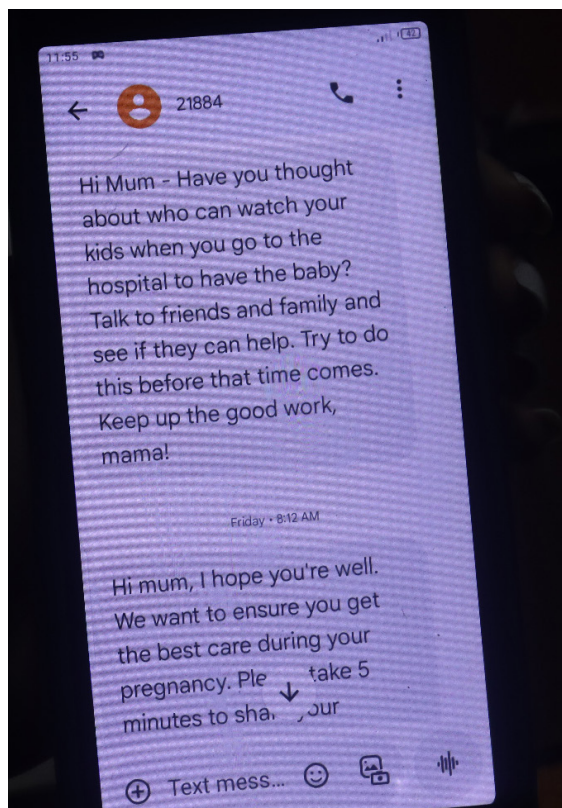 11:55
42
21884
Hi Mum - Have you thought
about who can watch your
kids when you go to the
hospital to have the baby?
Talk to friends and family and
see if they can help. Try to do
this before that time comes.
Keep up the good work,
mama!
Friday • 8:12 AM
Hi mum, I hope you're well.
We want to ensure you get
the best care during your
pregnancy. take 5
minutes to
Text mess...